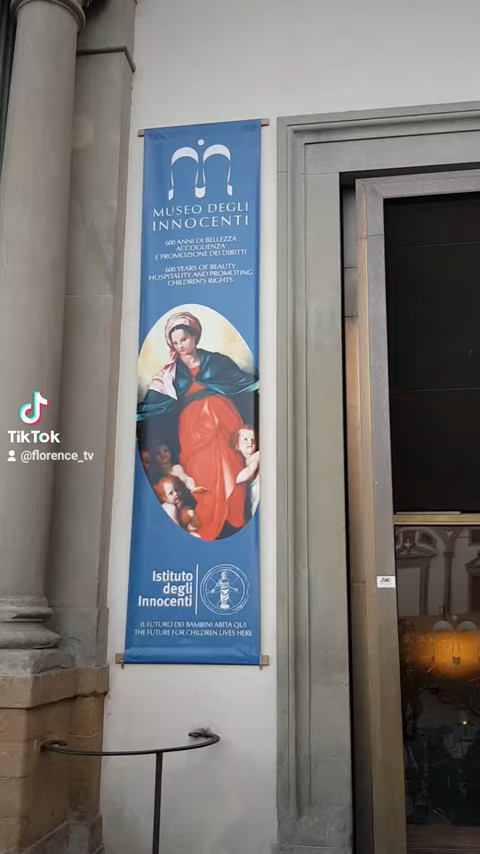 MUSEO DEGLI
INNOCENTI
600 ANNI DI BELLEZZA
ACCOGLIENZA
E PROMOZIONE DEI DIRITTI
600 YEARS OF BEAUTY
HOSPITALITY AND PROMOTING
CHILDREN'S RIGHTS
TikTok
@florence_tv
Istituto
degli
Innocenti
IL FUTURO DEI BAMBINI ABITA QUI
THE FUTURE FOR CHILDREN LIVES HERE